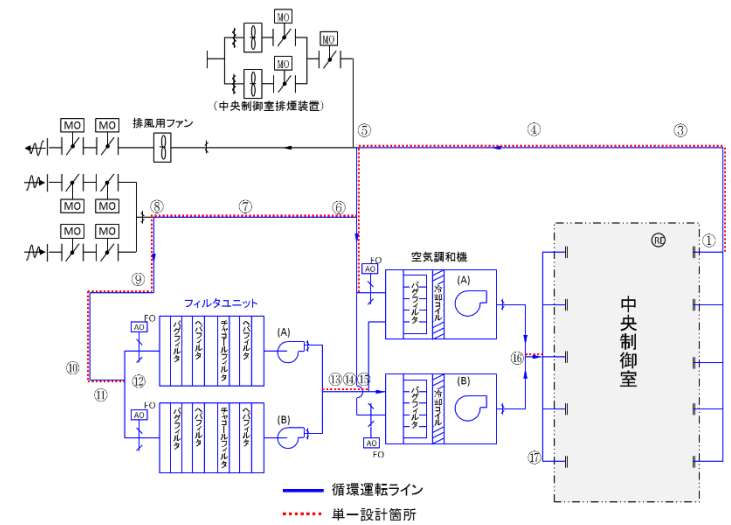 MO
MO
MO
(中央制御室排煙装置)
MO
MO
排風用ファン
⑤
④
③
MO
MO
⑧
⑦
⑥
MO
MO
RE
①
⑨
空気調和機
FO
AO
バグフィルタ
冷却コイル
(A)
中央制御室
フィルタユニット
FO
AO
バグフィルタ
ヘパフィルタ
チャコールフィルタ
ヘパフィルタ
(A)
⑩
⑪
⑫
⑬⑭⑮
⑯
FO
AO
バグフィルタ
ヘパフィルタ
チャコールフィルタ
ヘパフィルタ
(B)
バグフィルタ
冷却コイル
(B)
AO
FO
⑰
循環運転ライン
単一設計箇所